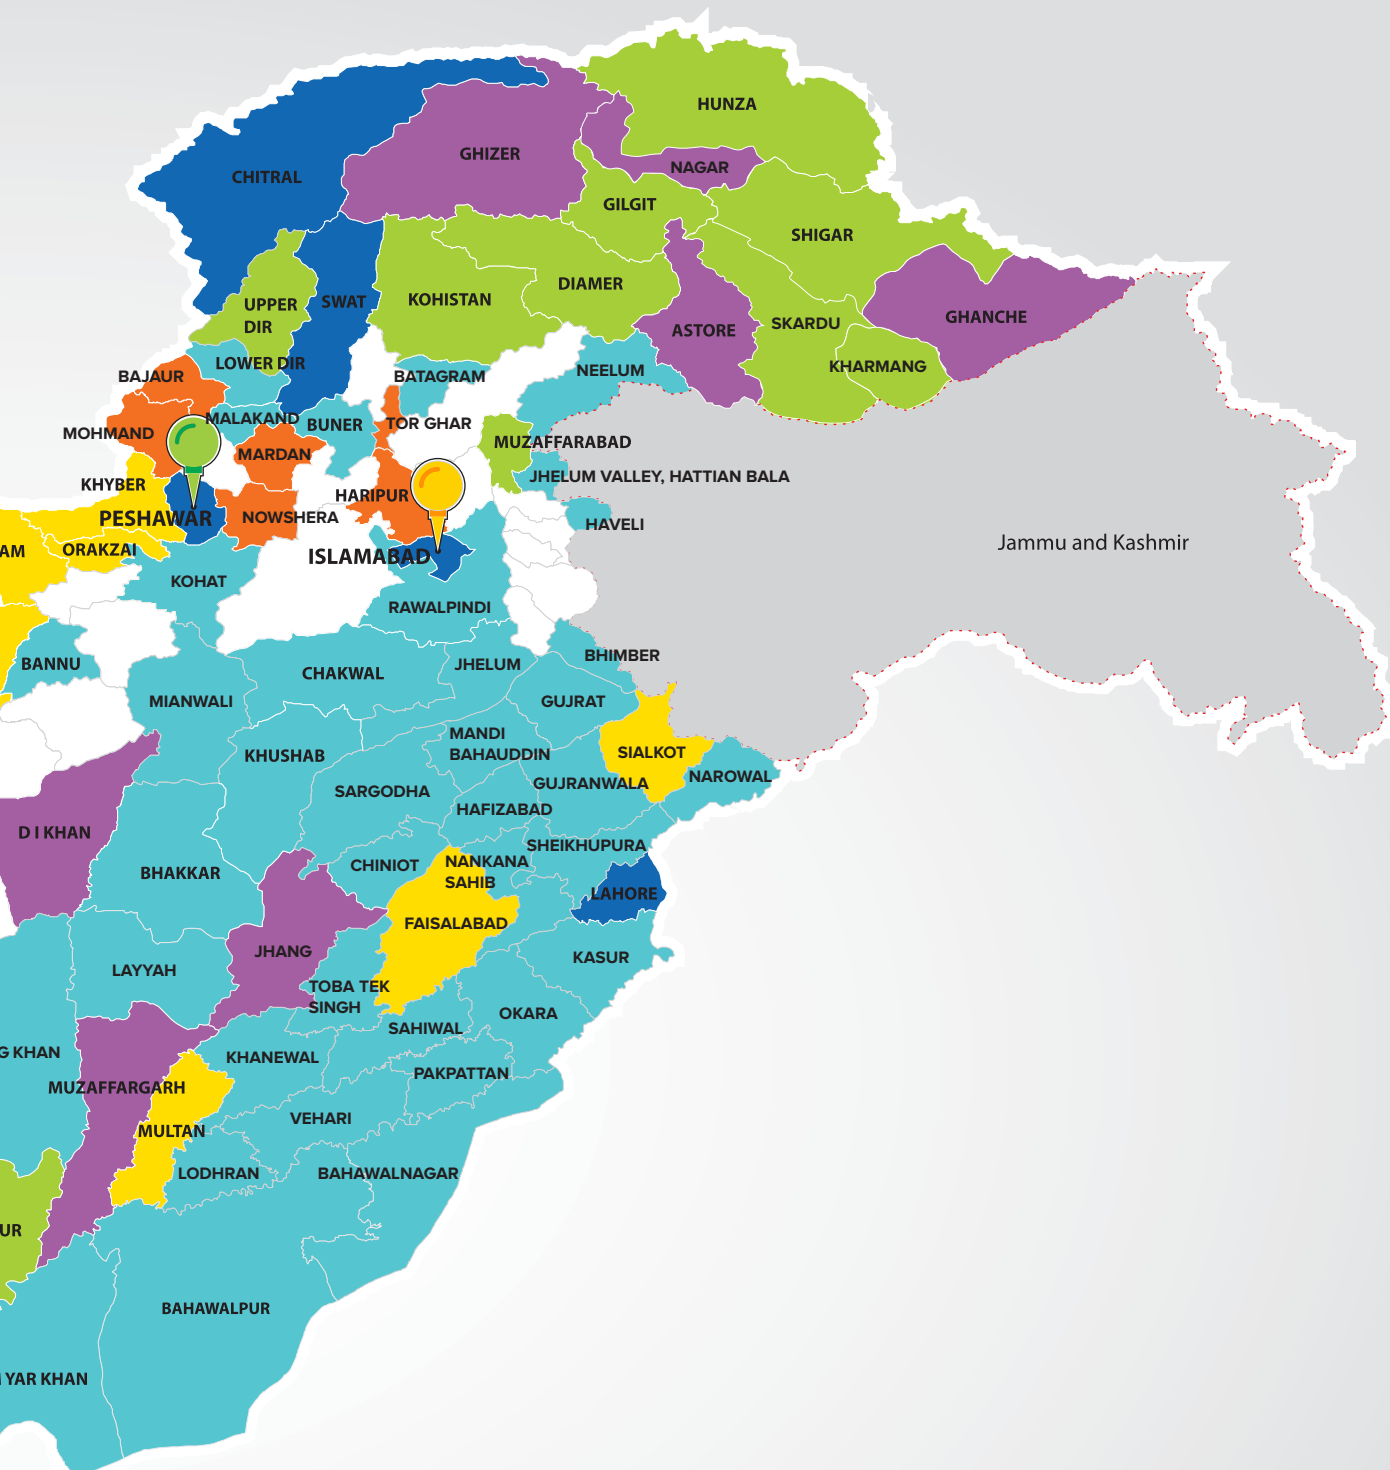 HUNZA
GHIZER
NAGAR
CHITRAL
GILGIT
SHIGAR
DIAMER
UPPER
DIR
SWAT
KOHISTAN
GHANCHE
SKARDU
ASTORE
LOWER DIR
KHARMANG
NEELUM
BAJAUR
BATAGRAM
MALAKAND
BUNER
TOR GHAR
MOHMAND
MUZAFFARABAD
MARDAN
JHELUM VALLEY, HATTIAN BALA
KHYBER
HARIPUR
PESHAWAR
NOWSHERA
HAVELI
Jammu and Kashmir
AM
ORAKZAI
ISLAMABAD
KOHAT
RAWALPINDI
BANNU
BHIMBER
CHAKWAL
JHELUM
MIANWALI
GUJRAT
MANDI
BAHAUDDIN
KHUSHAB
SIALKOT
NAROWAL
GUJRANWALA
SARGODHA
HAFIZABAD
D I KHAN
SHEIKHUPURA
BHAKKAR
CHINIOT
NANKANA
SAHIB
LAHORE
FAISALABAD
JHANG
KASUR
LAYYAH
TOBA TEK
SINGH
OKARA
SAHIWAL
G KHAN
KHANEWAL
PAKPATTAN
MUZAFFARGARH
VEHARI
MULTAN
LODHRAN
BAHAWALNAGAR
UR
BAHAWALPUR
YAR KHAN